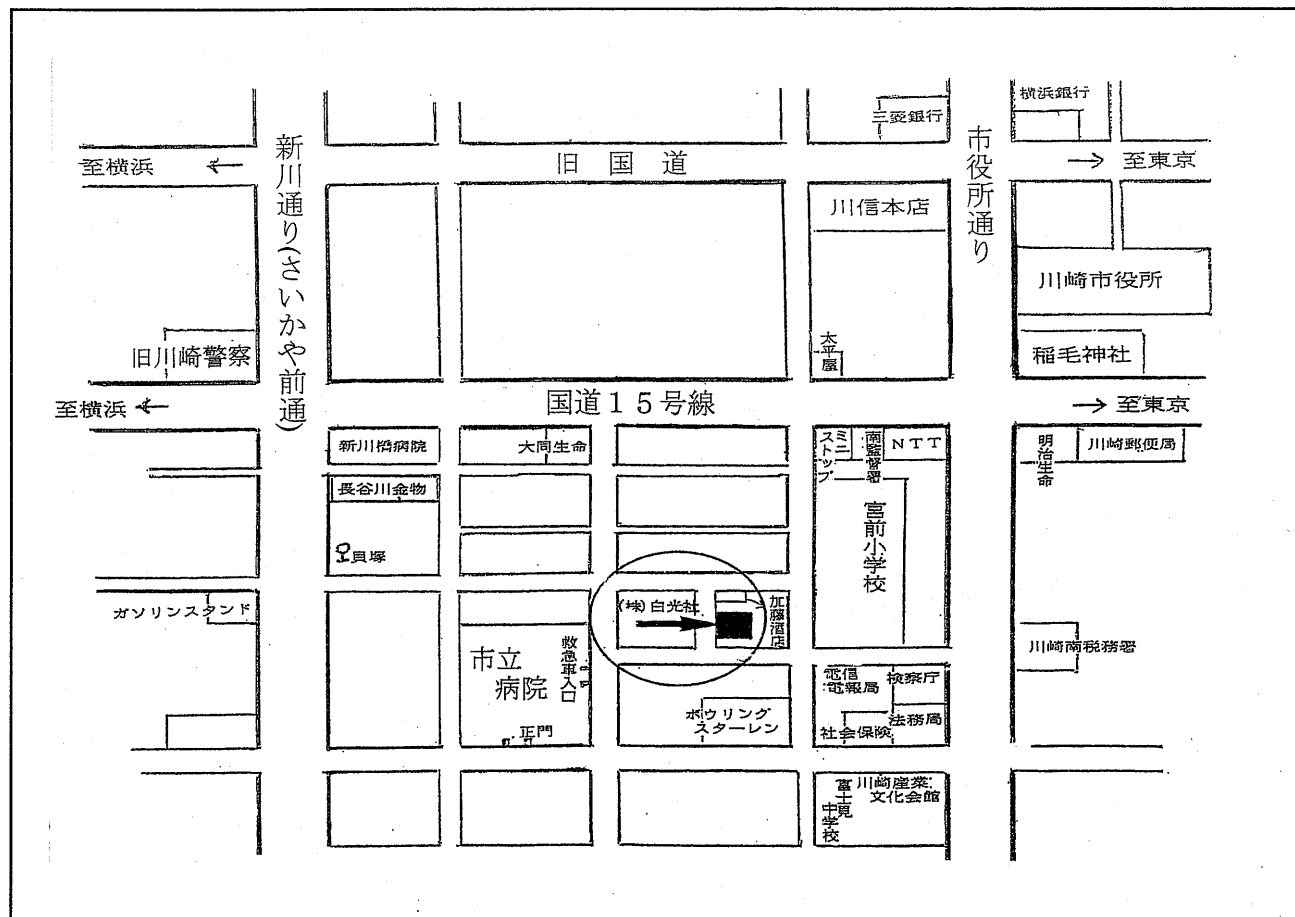 横浜銀行
三菱銀行
新川通り(さいかや前通)
市役所通り
至横浜 ←
旧国道
→ 至東京
川信本店
川崎市役所
太平屋
稲毛神社
旧川崎警察
至横浜 ←
国道15号線
→ 至東京
新川橋病院
大同生命
ミニ
ストップ
南監督署
NTT
明治生命
川崎郵便局
長谷川金物
宮前小学校
貝塚
ガソリンスタンド
(株)白光社
加藤酒店
市立
病院
救急車入口
川崎南税務署
電信
電報局
検察庁
ボウリング
スターレン
正門
社会保険
法務局
富士見
中学校
川崎産業
文化会館